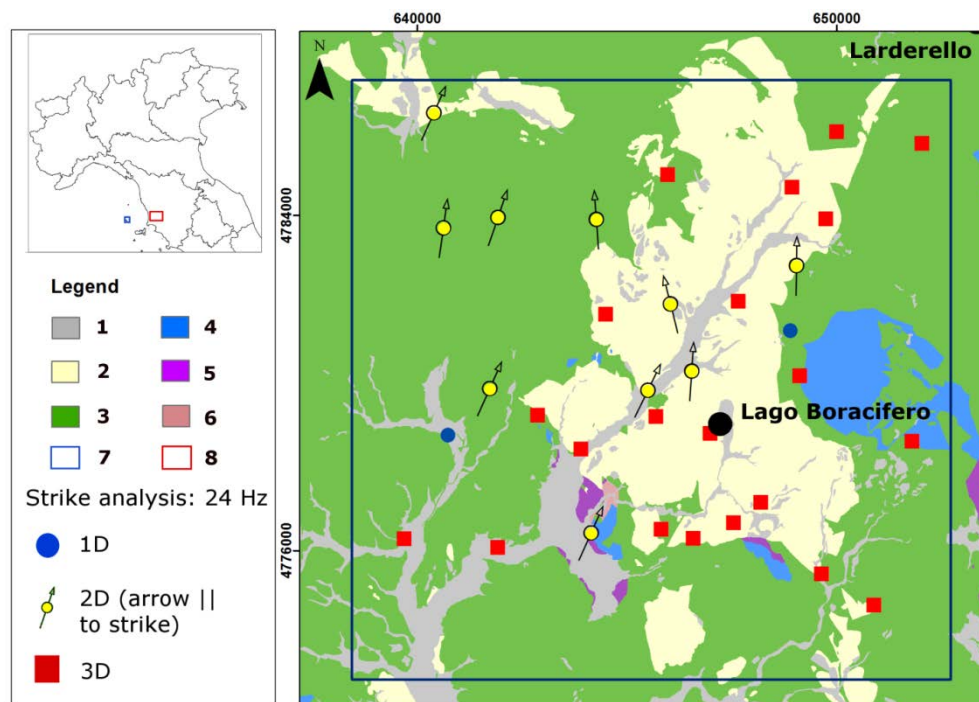 640000
650000
Larderello
N
4784000
Legend
1
4
2
5
3
6
7
8
Strike analysis: 24 Hz
1D
2D (arrow ||
to strike)
3D
Lago Boracifero
4776000